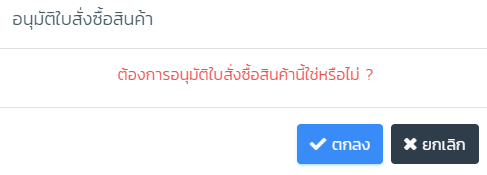 อนุมัติใบสั่งซื้อสินค้า
ต้องการอนุมัติใบสั่งซื้อสินค้านี้ใช่หรือไม่ ?
ตกลง ยกเลิก